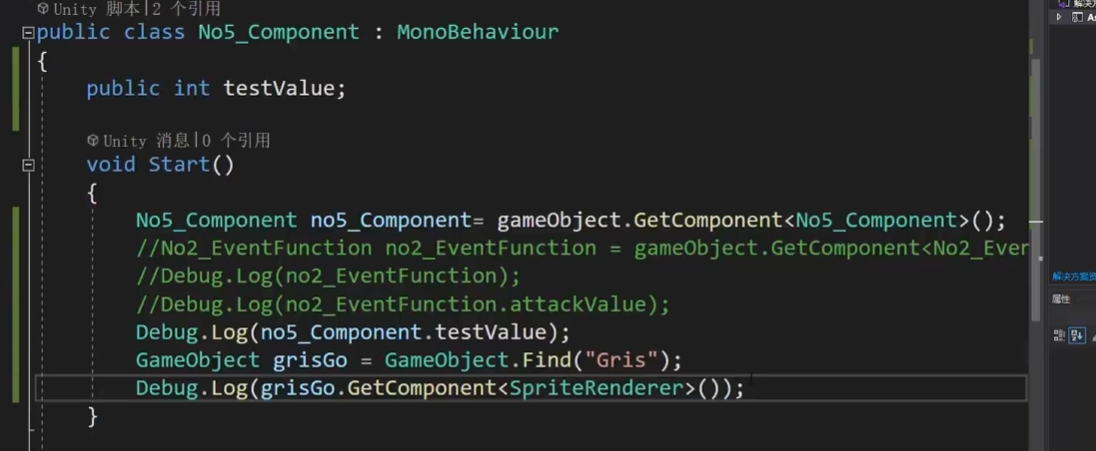 Unity 脚本|2 个引用
public class No5_Component : MonoBehaviour
{
public int testValue;
Unity 消息|0 个引用
void Start()
{
No5_Component no5_Component= gameObject.GetComponent<No5_Component>();
//No2_EventFunction no2_EventFunction = gameObject.GetComponent<No2_Even
//Debug.Log(no2_EventFunction);
//Debug.Log(no2_EventFunction.attackValue);
Debug.Log(no5_Component.testValue);
GameObject grisGo = GameObject.Find("Gris");
Debug.Log(grisGo.GetComponent<SpriteRenderer>());
}
解决方
As
解决方案资
属性